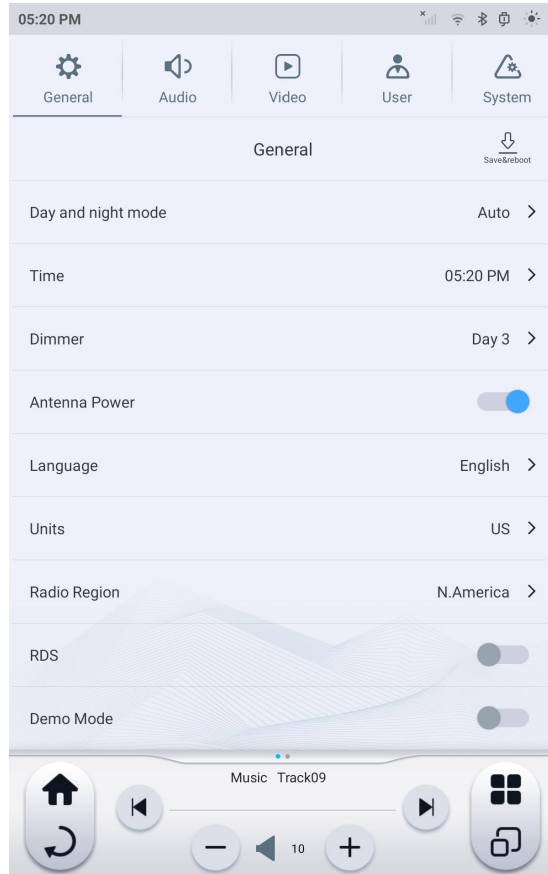 05:20 PM
General Audio Video User System
General
Save&reboot
Day and night mode Auto
Time 05:20 PM
Dimmer Day 3
Antenna Power
Language English
Units US
Radio Region N.America
RDS
Demo Mode
Music Track09
10